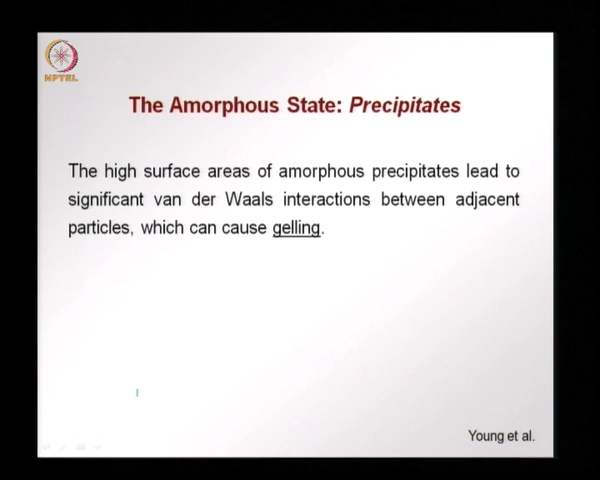 NPTEL
The Amorphous State: Precipitates
The high surface areas of amorphous precipitates lead to
significant van der Waals interactions between adjacent
particles, which can cause gelling.
Young et al.